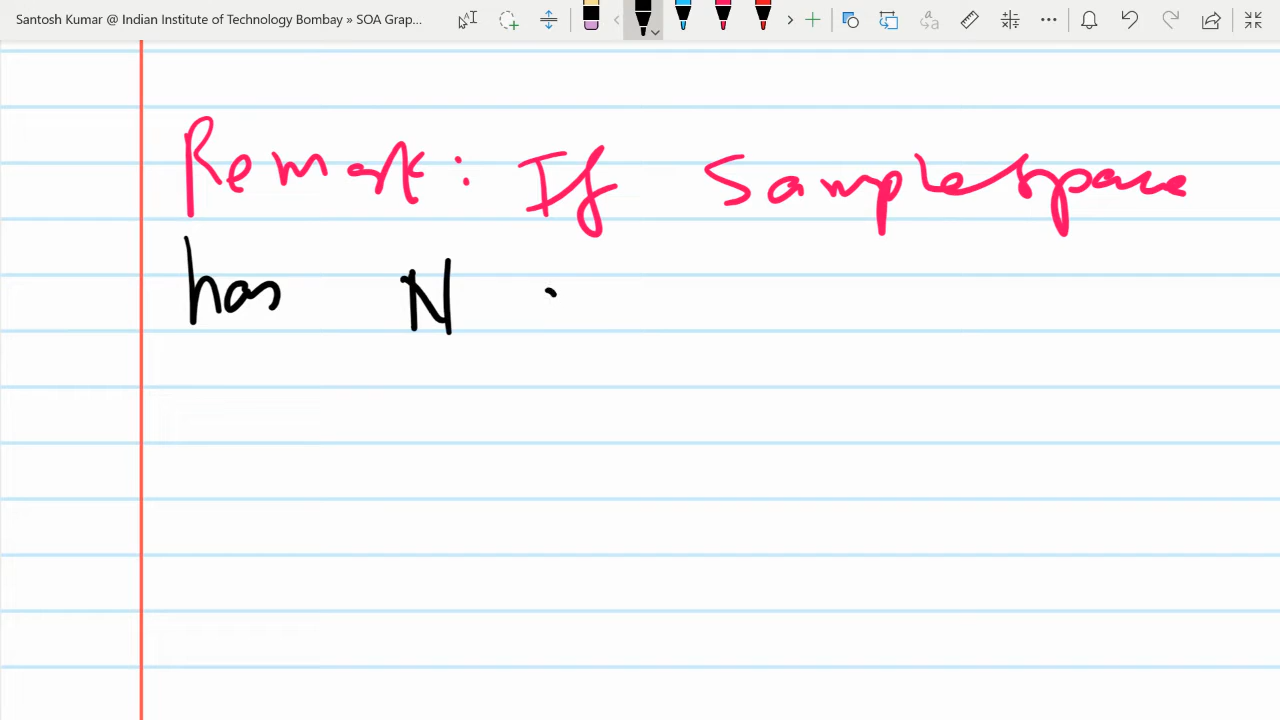 Santosh Kumar @ Indian Institute of Technology Bombay » SOA Grap...
Remark: If Samplespace
has N